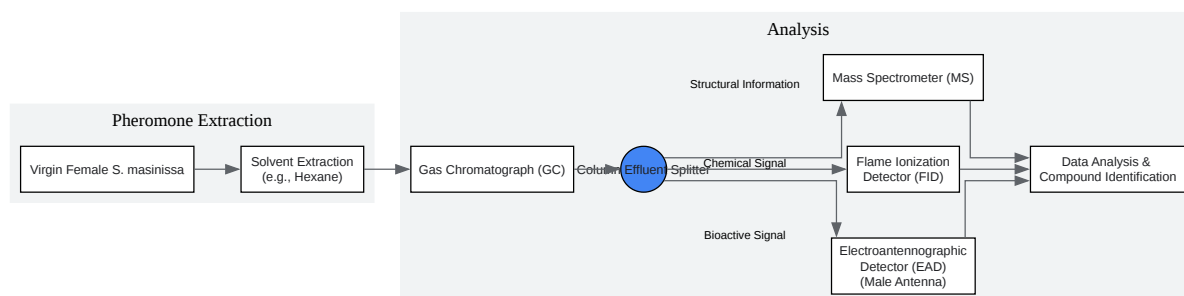 Analysis
Pheromone Extraction
Virgin Female S. masinissa
Solvent Extraction
(e.g., Hexane)
Gas Chromatograph (GC)
Column Effluent Splitter
Structural Information
Mass Spectrometer (MS)
Chemical Signal
Flame Ionization
Detector (FID)
Bioactive Signal
Electroantennographic
Detector (EAD)
(Male Antenna)
Data Analysis &
Compound Identification